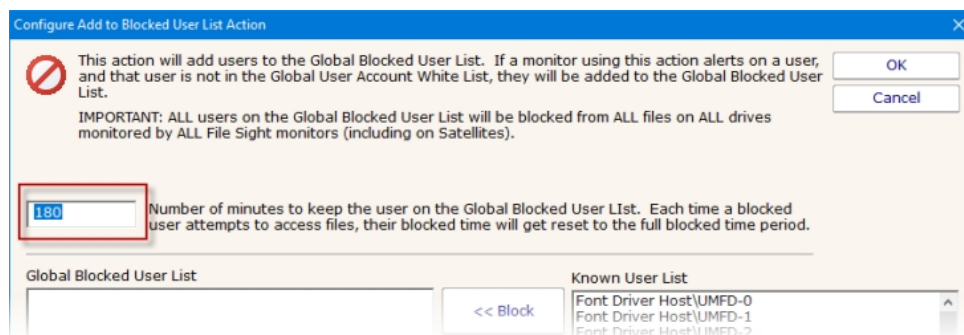 Configure Add to Blocked User List Action
This action will add users to the Global Blocked User List. If a monitor using this action alerts on a user,
and that user is not in the Global User Account White List, they will be added to the Global Blocked User
List.
IMPORTANT: ALL users on the Global Blocked User List will be blocked from ALL files on ALL drives
monitored by ALL File Sight monitors (including on Satellites).
OK
Cancel
180
Number of minutes to keep the user on the Global Blocked User LIst. Each time a blocked
user attempts to access files, their blocked time will get reset to the full blocked time period.
Global Blocked User List
Known User List
<< Block
Font Driver Host\UMFD-0
Font Driver Host\UMFD-1
Font Driver Host\UMFD-2